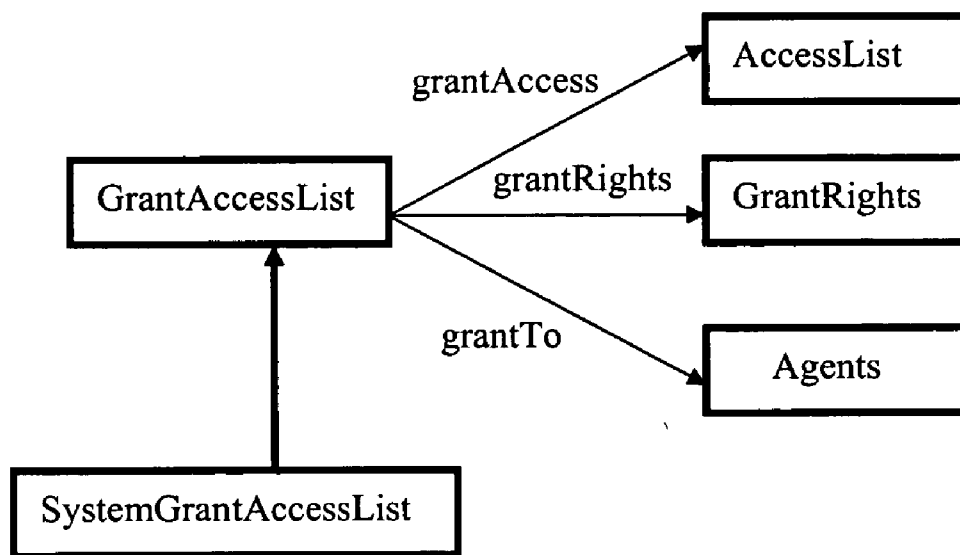 AccessList
grantAccess
grantRights
GrantAccessList
GrantRights
grantTo
Agents
SystemGrantAccessList